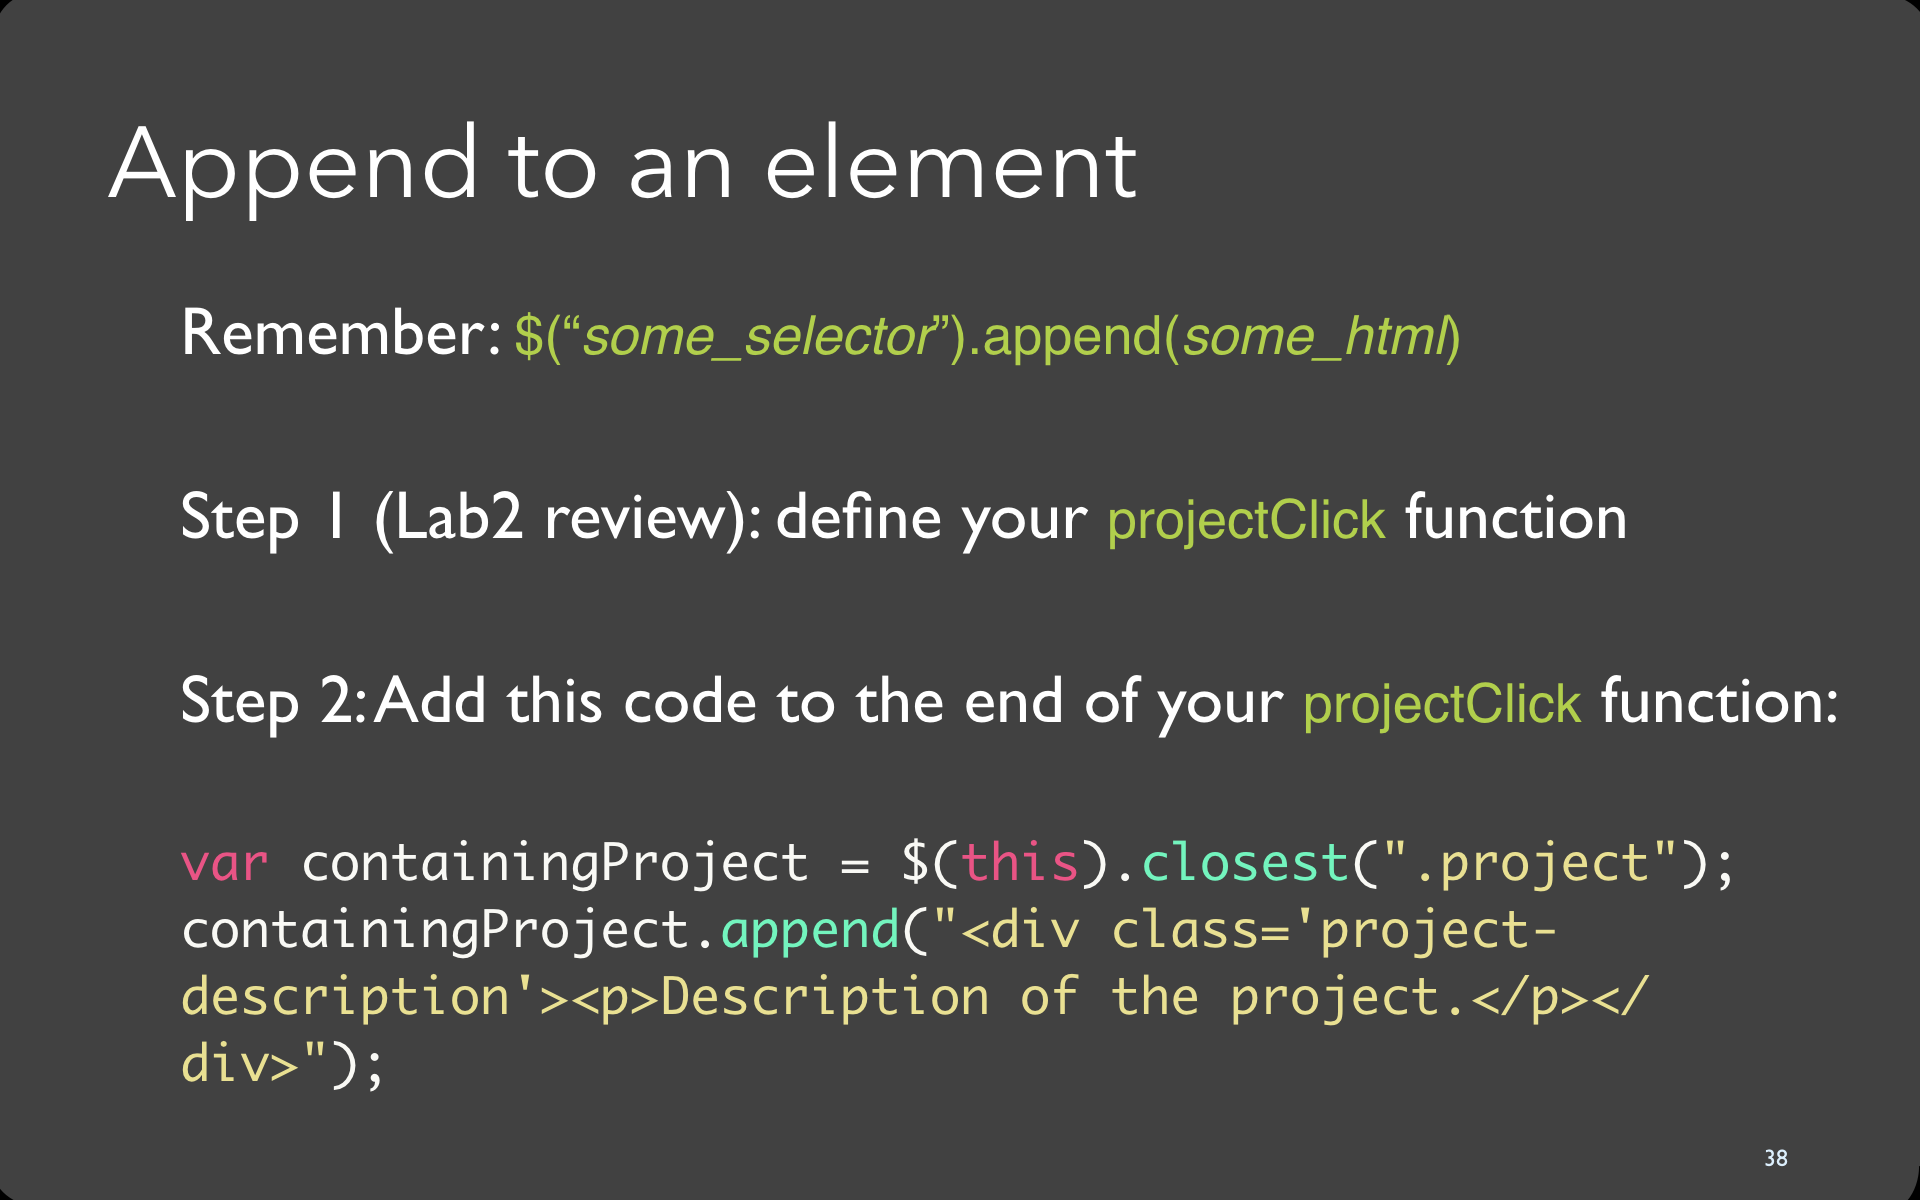 Append to an element
Remember: $(“some_selector”).append(some_html)
Step 1 (Lab2 review): define your projectClick function
Step 2: Add this code to the end of your projectClick function:
var containingProject = $(this).closest(".project");
containingProject.append("<div class='project-
description'><p>Description of the project.</p></
div>");
38